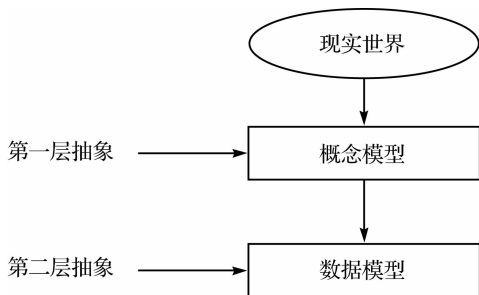 现实世界
第一层抽象
概念模型
第二层抽象
数据模型